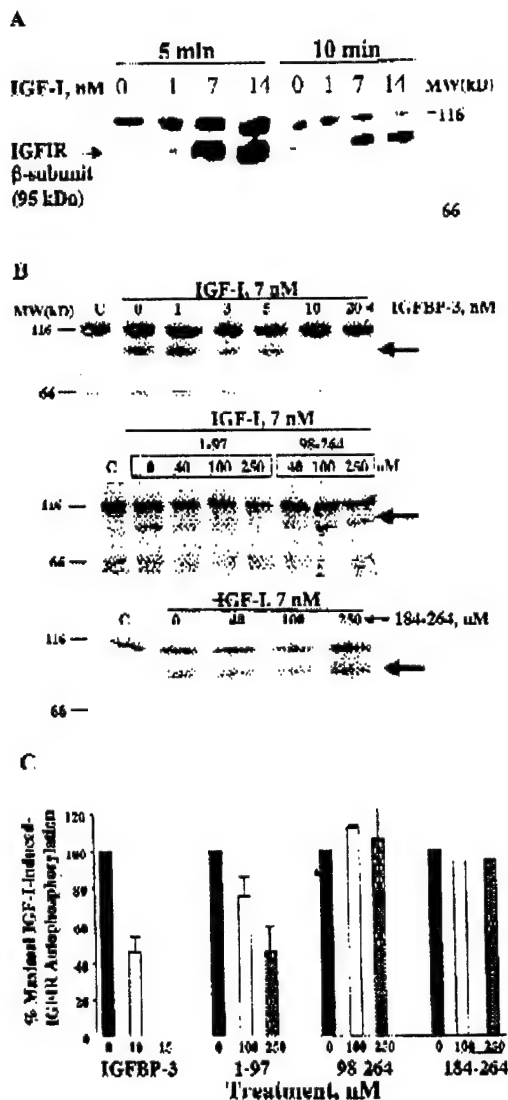 A
5 min 10 min
IGF-I, nM 0 1 7 14 0 1 7 14 MW(kD)
-116
IGFIR
β-subunit
(95 kDa)
66
B
IGF-I, 7 nM
MW(kD) C 0 1 3 5 10 20 IGFBP-3, nM
116
66
IGF-I, 7 nM
1-97 98-264
C 0 40 100 250 40 100 250 nM
116
66
IGF-I, 7 nM
C 0 40 100 250 184-264, nM
116
66
C
% Maximal IGF-I-induced-
IGFIR Autophosphorylation
120
100
80
60
40
20
0
0 10 15 0 100 250 0 100 250 0 100 250
IGFBP-3 1-97 98-264 184-264
Treatment, nM